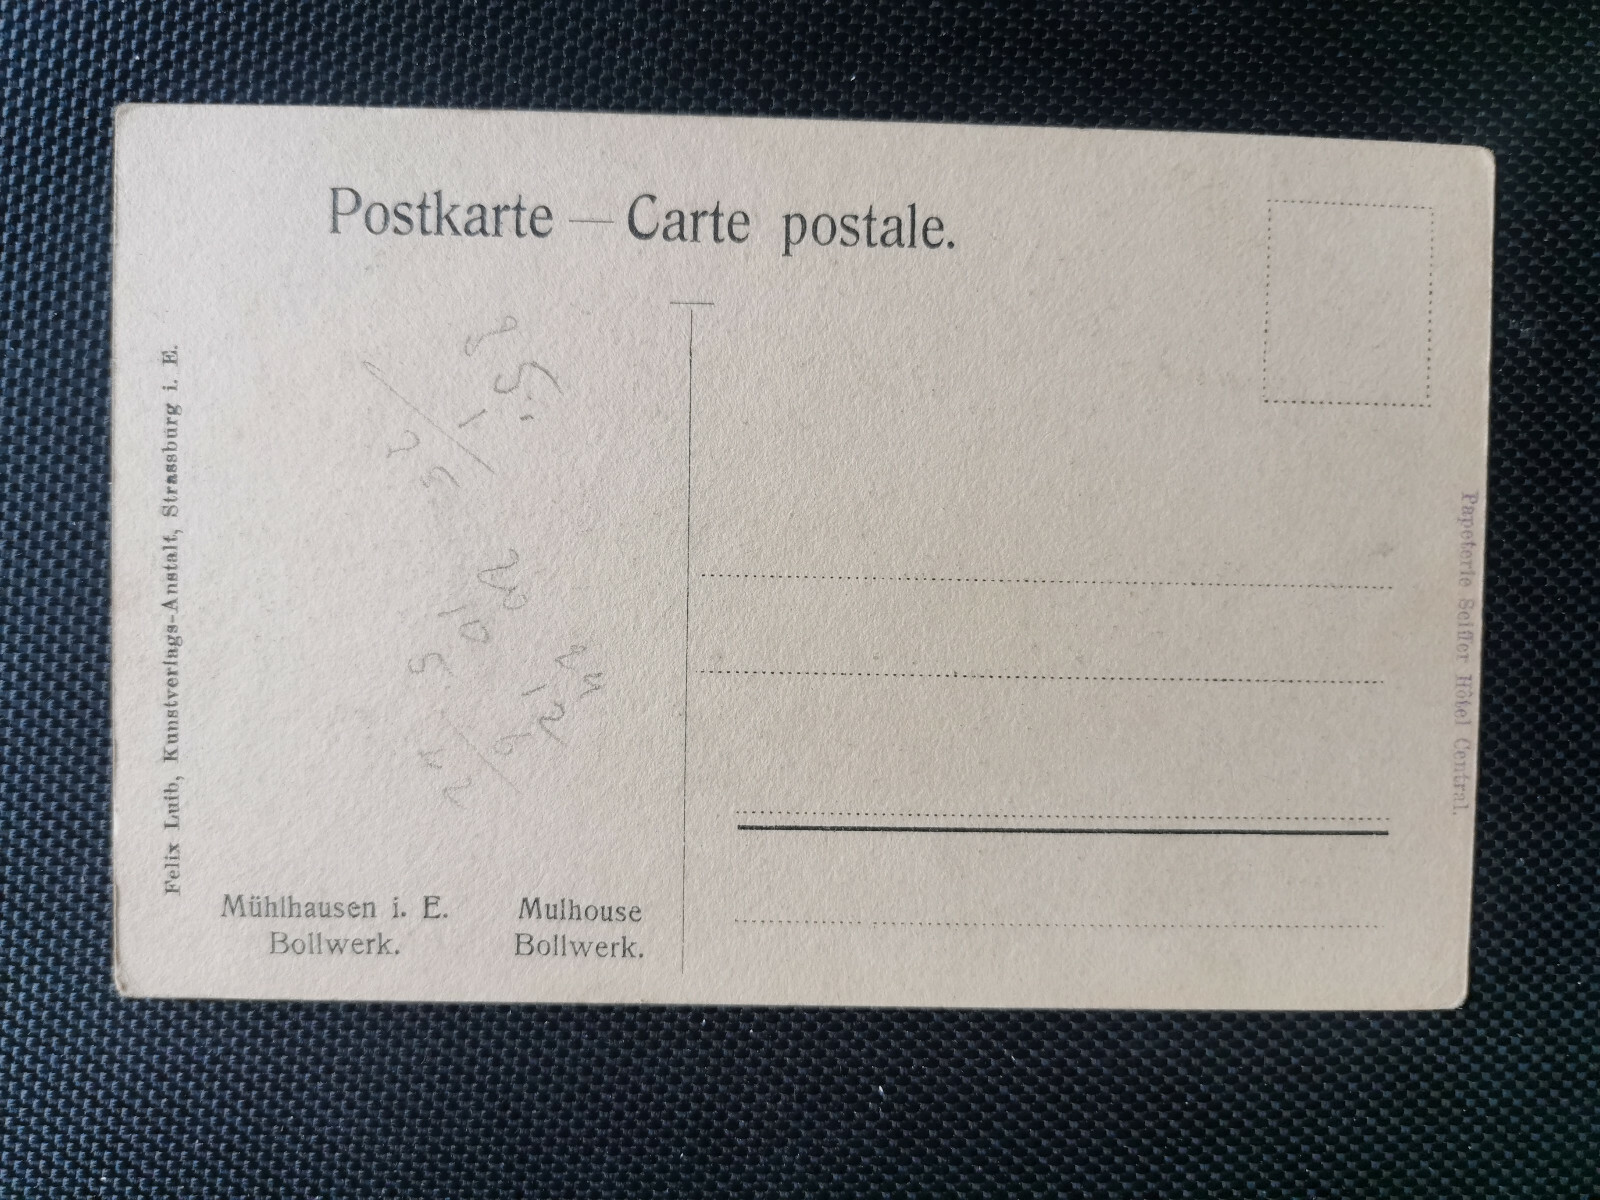 Postkarte — Carte postale.
Felix Luib, Kunstverlags-Anstalt, Strassburg i. E.
Mühlhausen i. E.
Bollwerk.
Mulhouse
Bollwerk.
Papeterie Seiffer Hôtel Central.